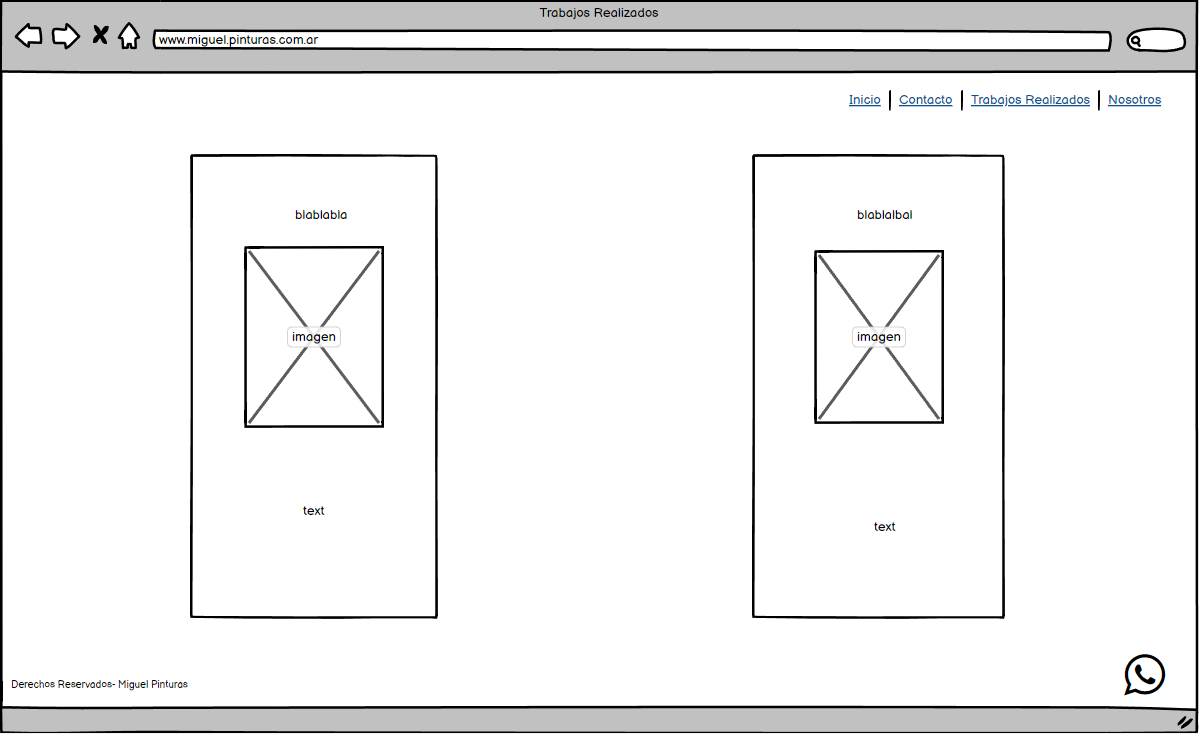 Trabajos Realizados
www.miguel.pinturas.com.ar
Inicio Contacto Trabajos Realizados Nosotros
blablabla
imagen
text
blablalbal
imagen
text
Derechos Reservados- Miguel Pinturas